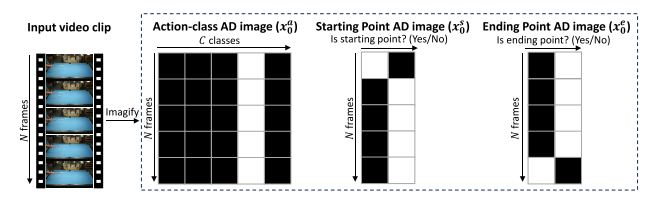 Input video clip
Action-class AD image (x₀ᵃ)
C classes
Starting Point AD image (x₀ˢ)
Is starting point? (Yes/No)
Ending Point AD image (x₀ᵉ)
Is ending point? (Yes/No)
N frames
Imagify
N frames
N frames
N frames